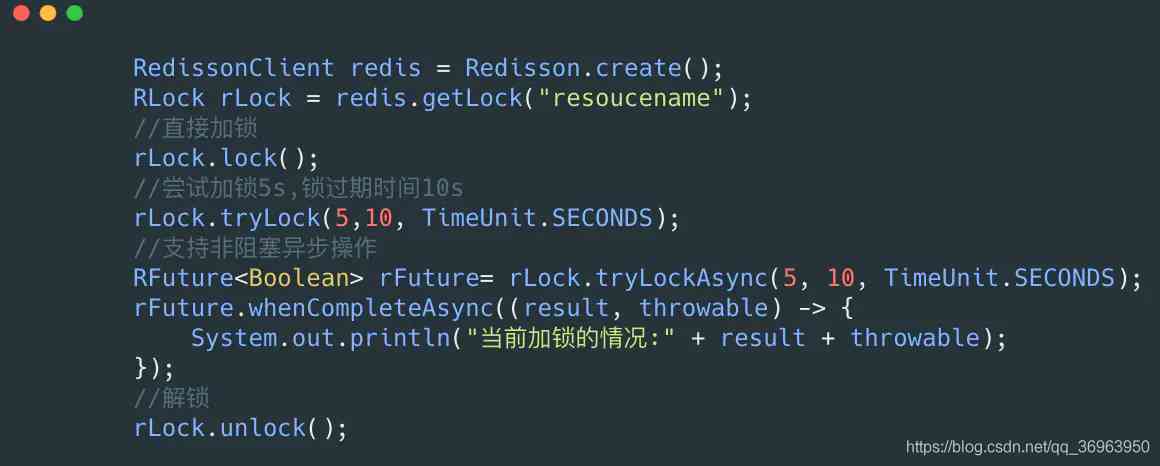 RedissonClient redis = Redisson.create();
RLock rLock = redis.getLock("resoucename");
//直接加锁
rLock.lock();
//尝试加锁5s,锁过期时间10s
rLock.tryLock(5,10, TimeUnit.SECONDS);
//支持非阻塞异步操作
RFuture<Boolean> rFuture= rLock.tryLockAsync(5, 10, TimeUnit.SECONDS);
rFuture.whenCompleteAsync((result, throwable) -> {
    System.out.println("当前加锁的情况:" + result + throwable);
});
//解锁
rLock.unlock();
https://blog.csdn.net/qq_36963950